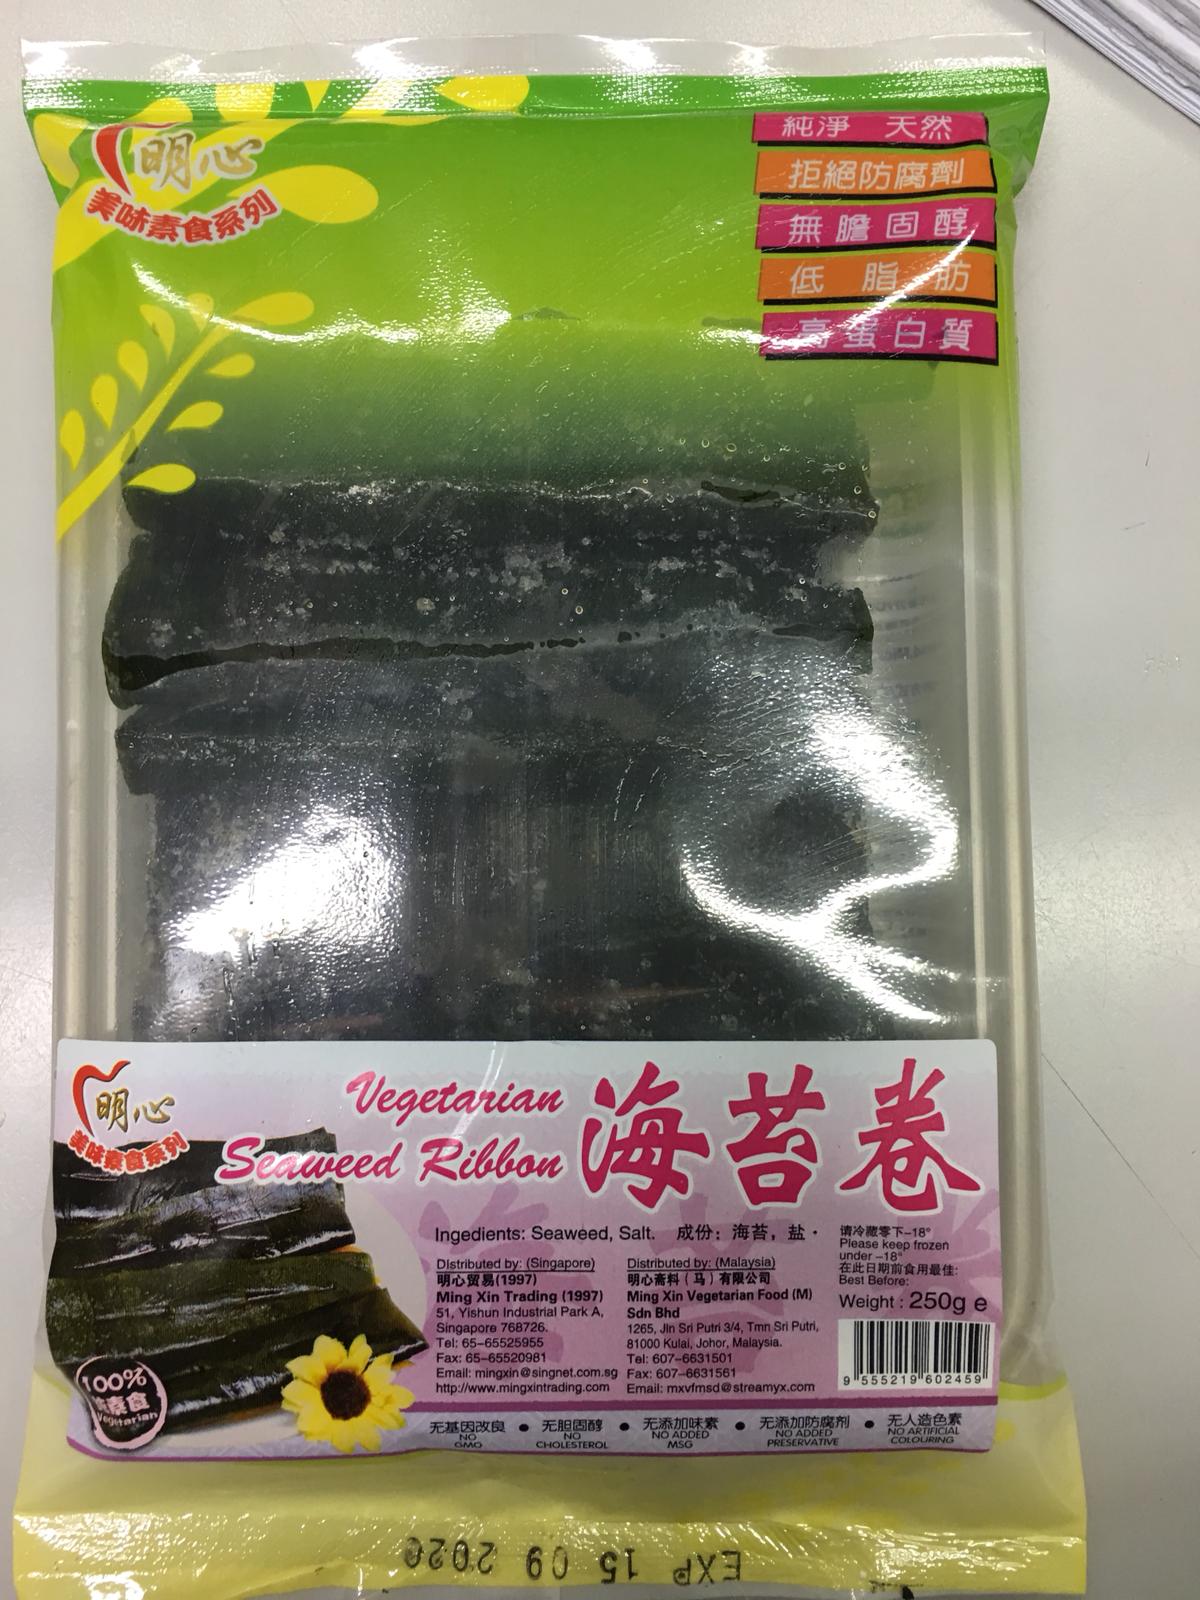 明心
美味素食系列
純淨 天然
拒絕防腐劑
無膽固醇
低脂肪
高蛋白質
明心
美味素食系列
Vegetarian
Seaweed Ribbon
海苔卷
Ingedients: Seaweed, Salt. 成份：海苔，盐．
Distributed by: (Singapore)
明心贸易(1997)
Ming Xin Trading (1997)
51, Yishun Industrial Park A,
Singapore 768726.
Tel: 65-65525955
Fax: 65-65520981
Email: mingxin@singnet.com.sg
http://www.mingxintrading.com
Distributed by: (Malaysia)
明心斋料（马）有限公司
Ming Xin Vegetarian Food (M)
Sdn Bhd
1265, Jln Sri Putri 3/4, Tmn Sri Putri,
81000 Kulai, Johor, Malaysia.
Tel: 607-6631501
Fax: 607-6631561
Email: mxvfmsd@streamyx.com
请冷藏零下-18°
Please keep frozen
under -18°
在此日期前食用最佳:
Best Before:
Weight : 250g e
9 555219 602459
100%
素食
Vegetarian
无基因改良 ● 无胆固醇 ● 无添加味素 ● 无添加防腐剂 ● 无人造色素
NO GMO
NO CHOLESTEROL
NO ADDED MSG
NO ADDED PRESERVATIVE
NO ARTIFICIAL COLOURING
EXP 15 09 2020